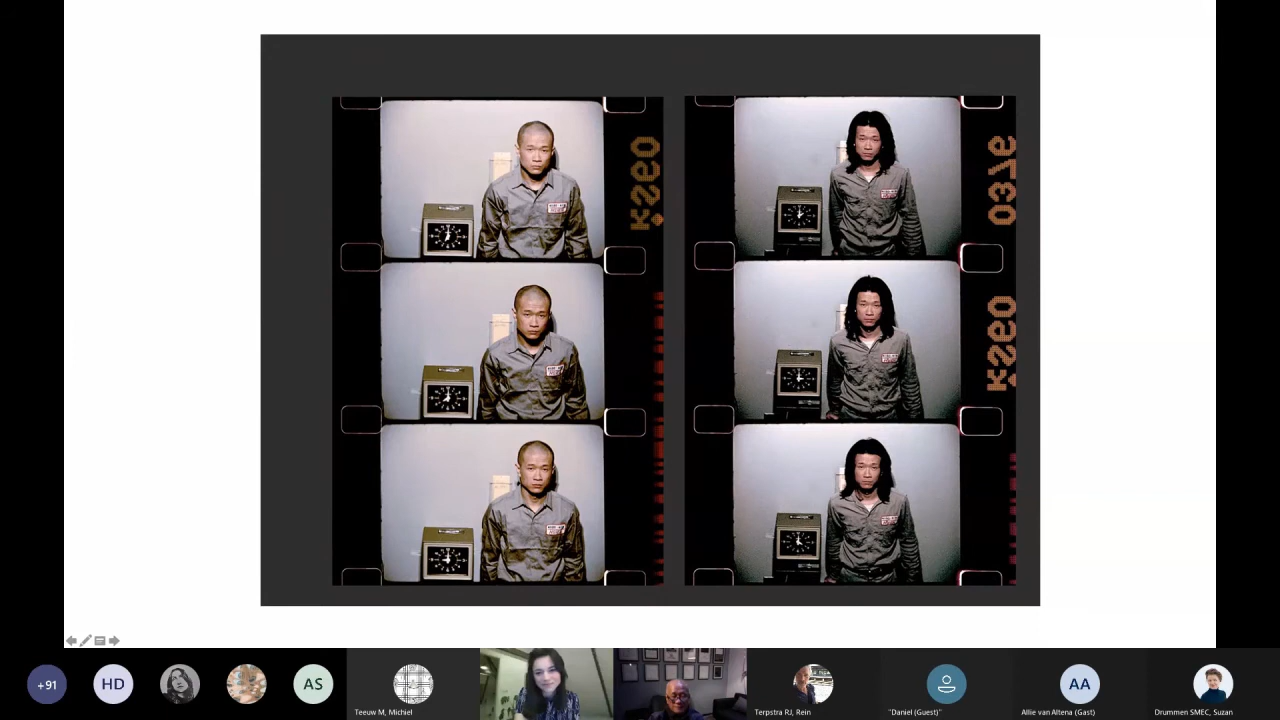 +91
HD
AS
Teeuw M, Michiel
Terpstra RJ, Rein
"Daniel (Guest)"
AA
Allie van Altena (Gast)
Drummen SMEC, Suzan